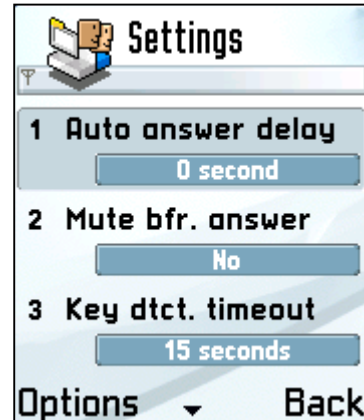 Settings
1 Auto answer delay
0 second
2 Mute bfr. answer
No
3 Key dtct. timeout
15 seconds
Options Back